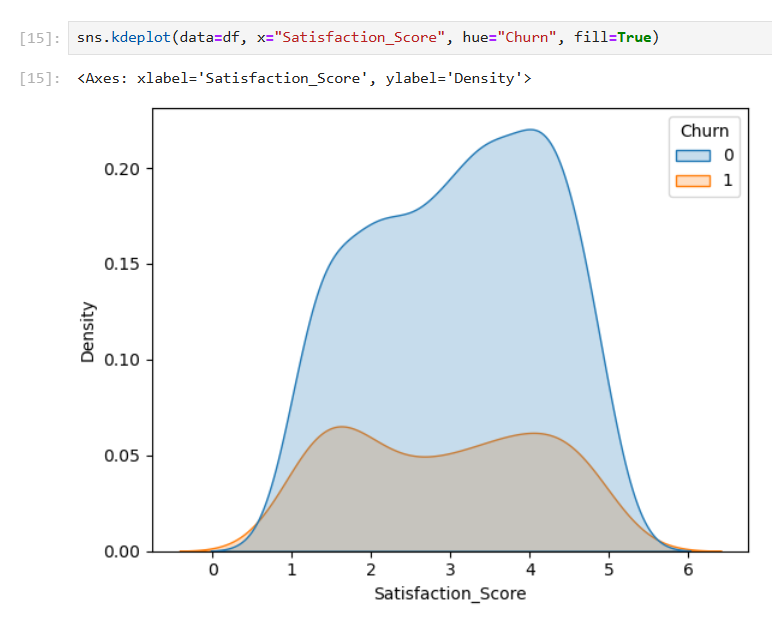 [15]: sns.kdeplot(data=df, x="Satisfaction_Score", hue="Churn", fill=True)
[15]: <Axes: xlabel='Satisfaction_Score', ylabel='Density'>
Churn
0
1
0.20
0.15
0.10
0.05
0.00
Density
0 1 2 3 4 5 6
Satisfaction_Score